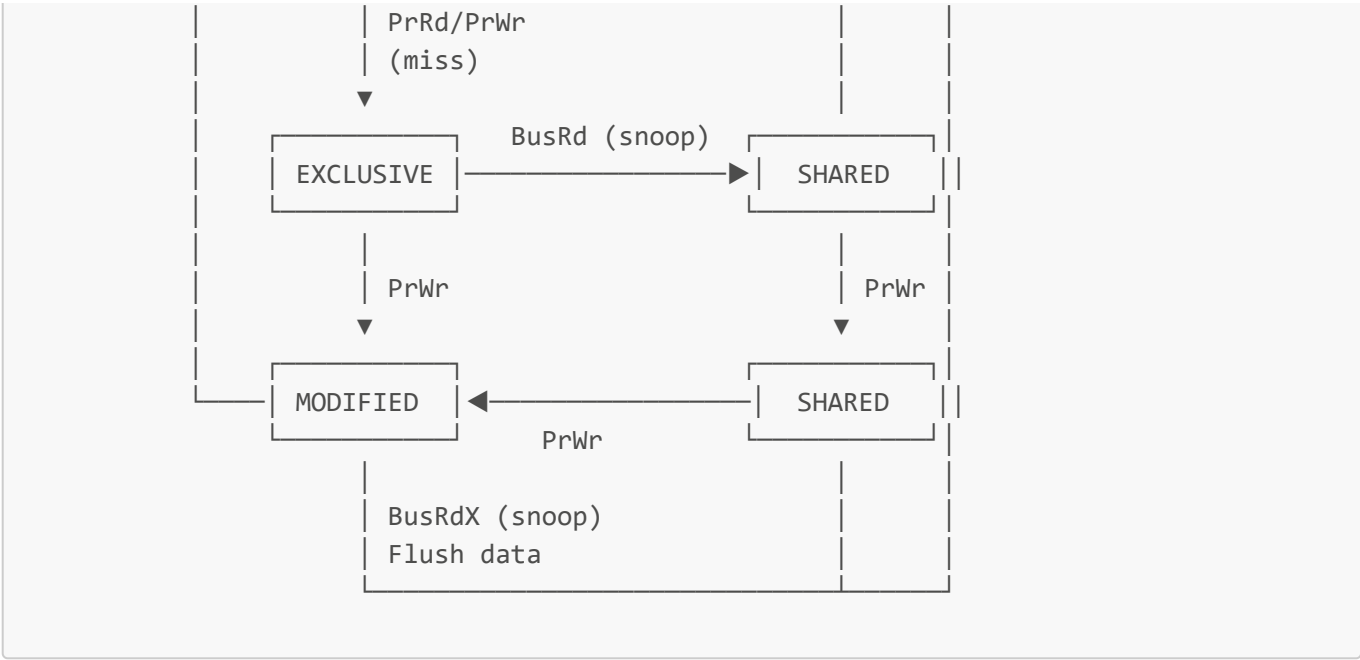 PrRd/PrWr
(miss)
BusRd (snoop)
EXCLUSIVE SHARED
PrWr PrWr
MODIFIED SHARED
PrWr
BusRdX (snoop)
Flush data